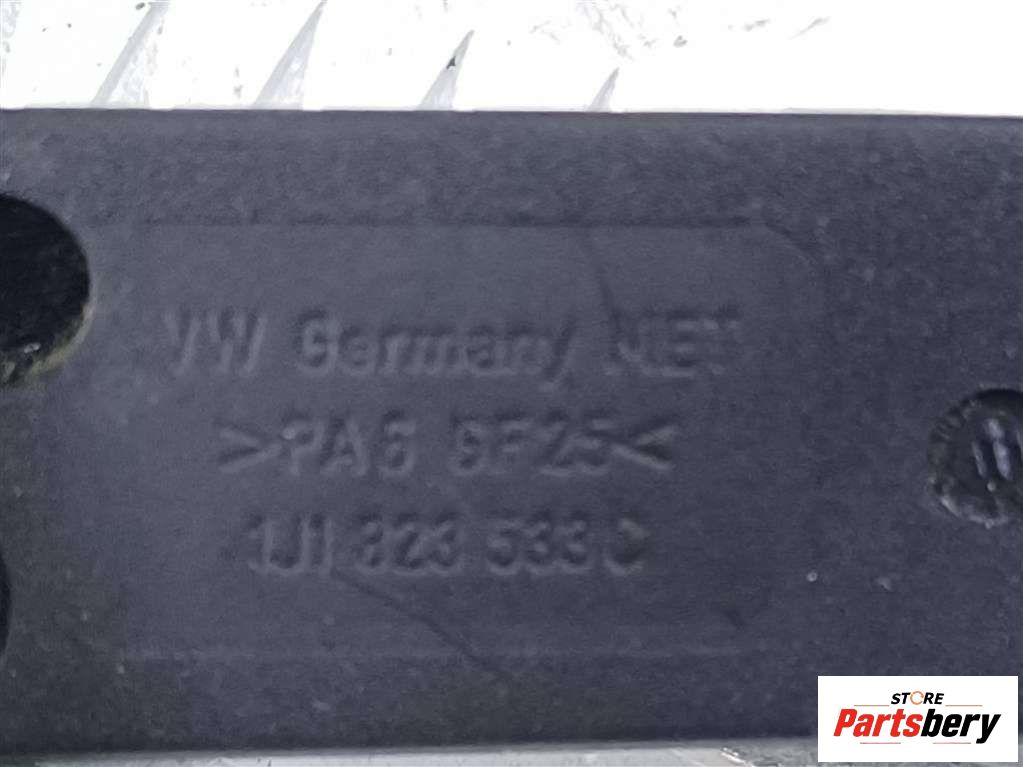 VW Germany
>PA6 GF25<
1J1 823 533 C
STORE
Partsbery